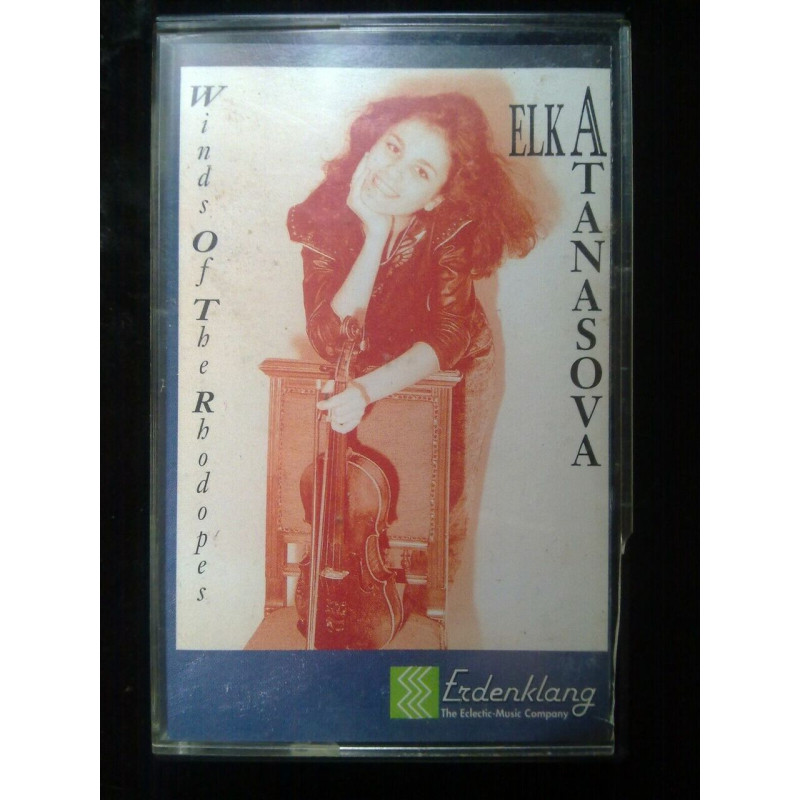 Winds Of The Rhodopes
ELKA
ATANASOVA
Erdenklang
The Eclectic-Music Company